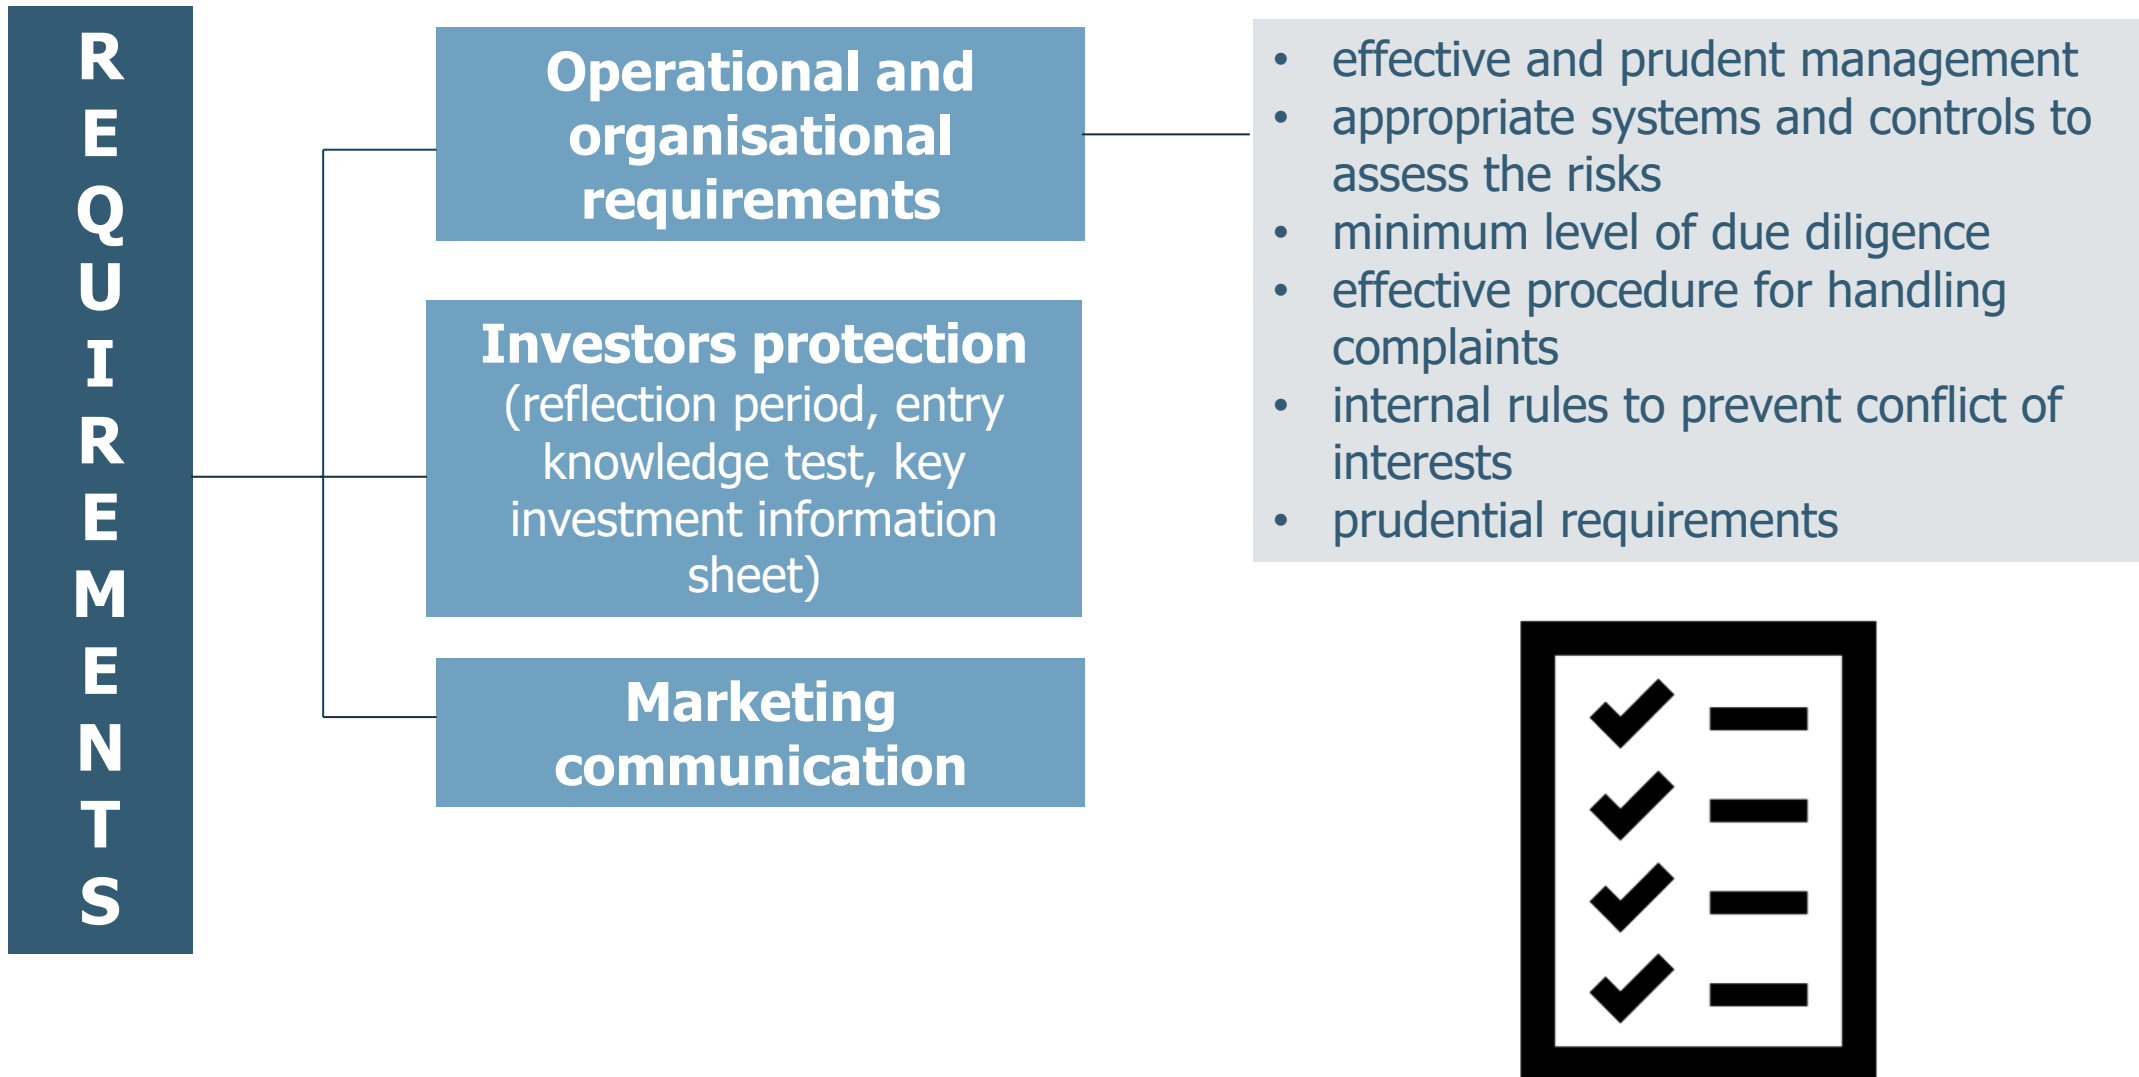 R
E
Q
U
I
R
E
M
E
N
T
S
Operational and
organisational
requirements
Investors protection
(reflection period, entry
knowledge test, key
investment information
sheet)
Marketing
communication
• effective and prudent management
• appropriate systems and controls to
assess the risks
• minimum level of due diligence
• effective procedure for handling
complaints
• internal rules to prevent conflict of
interests
• prudential requirements